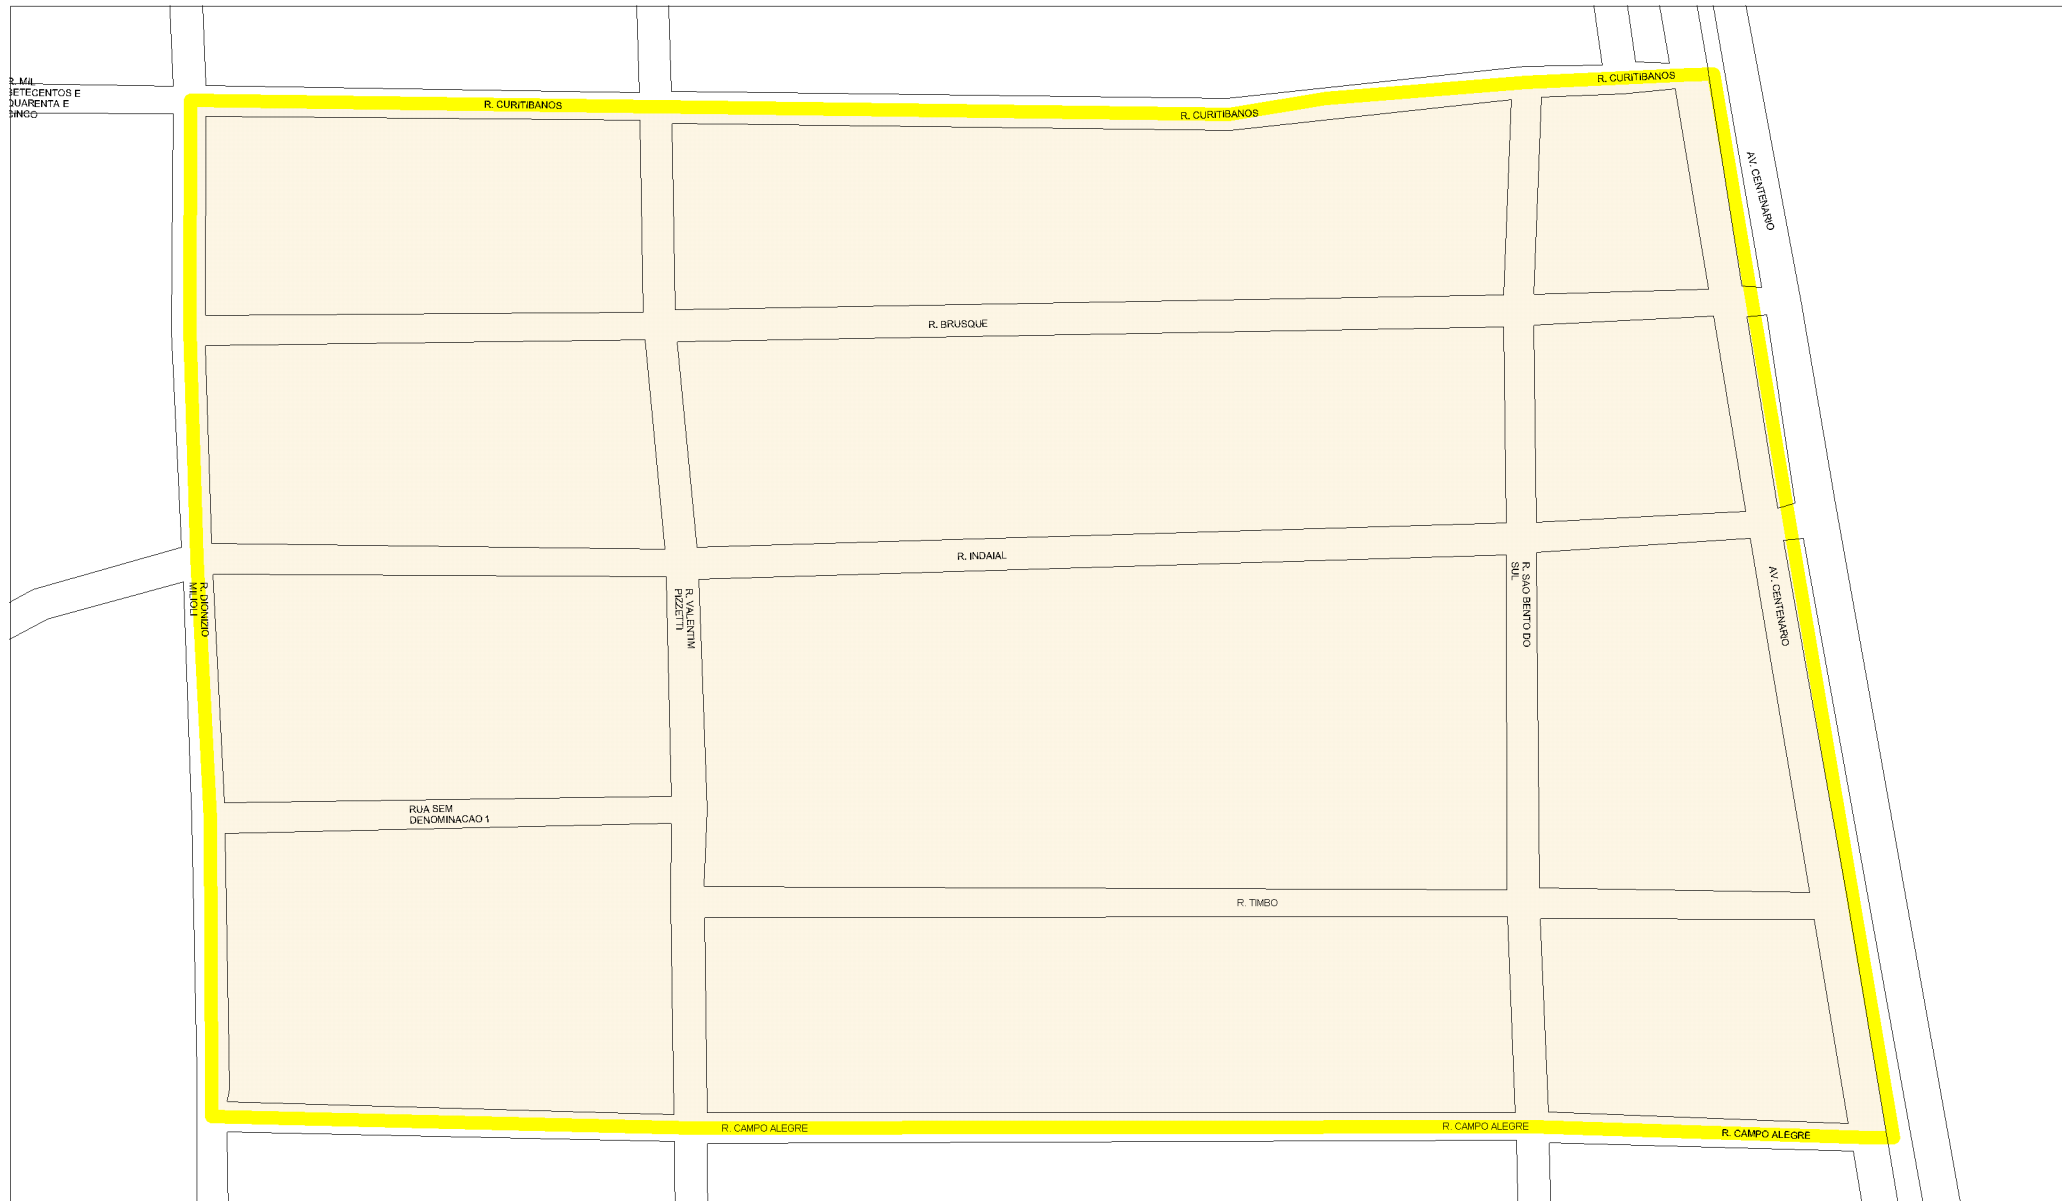 R. CURITIBANOS
R. MIL
SETECENTOS E
QUARENTA E
CINCO
R. CURITIBANOS
R. CURITIBANOS
AV. CENTENARIO
R. BRUSQUE
R. INDAIAL
R. DIONIZIO
MILIOLI
R. VALENTIM
PIZZETTI
R. SAO BENTO DO
SUL
AV. CENTENARIO
RUA SEM
DENOMINACAO 1
R. TIMBO
R. CAMPO ALEGRE
R. CAMPO ALEGRE
R. CAMPO ALEGRE